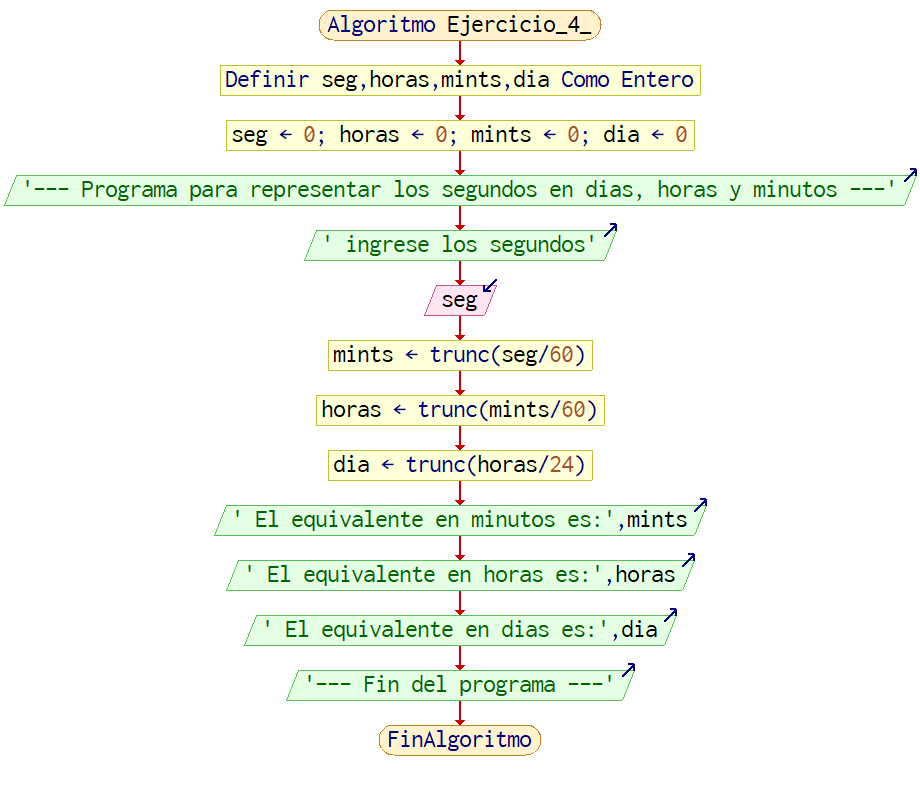 Algoritmo Ejercicio_4_
Definir seg,horas,mints,dia Como Entero
seg ← 0; horas ← 0; mints ← 0; dia ← 0
'--- Programa para representar los segundos en dias, horas y minutos ---'
' ingrese los segundos'
seg
mints ← trunc(seg/60)
horas ← trunc(mints/60)
dia ← trunc(horas/24)
' El equivalente en minutos es:',mints
' El equivalente en horas es:',horas
' El equivalente en dias es:',dia
'--- Fin del programa ---'
FinAlgoritmo